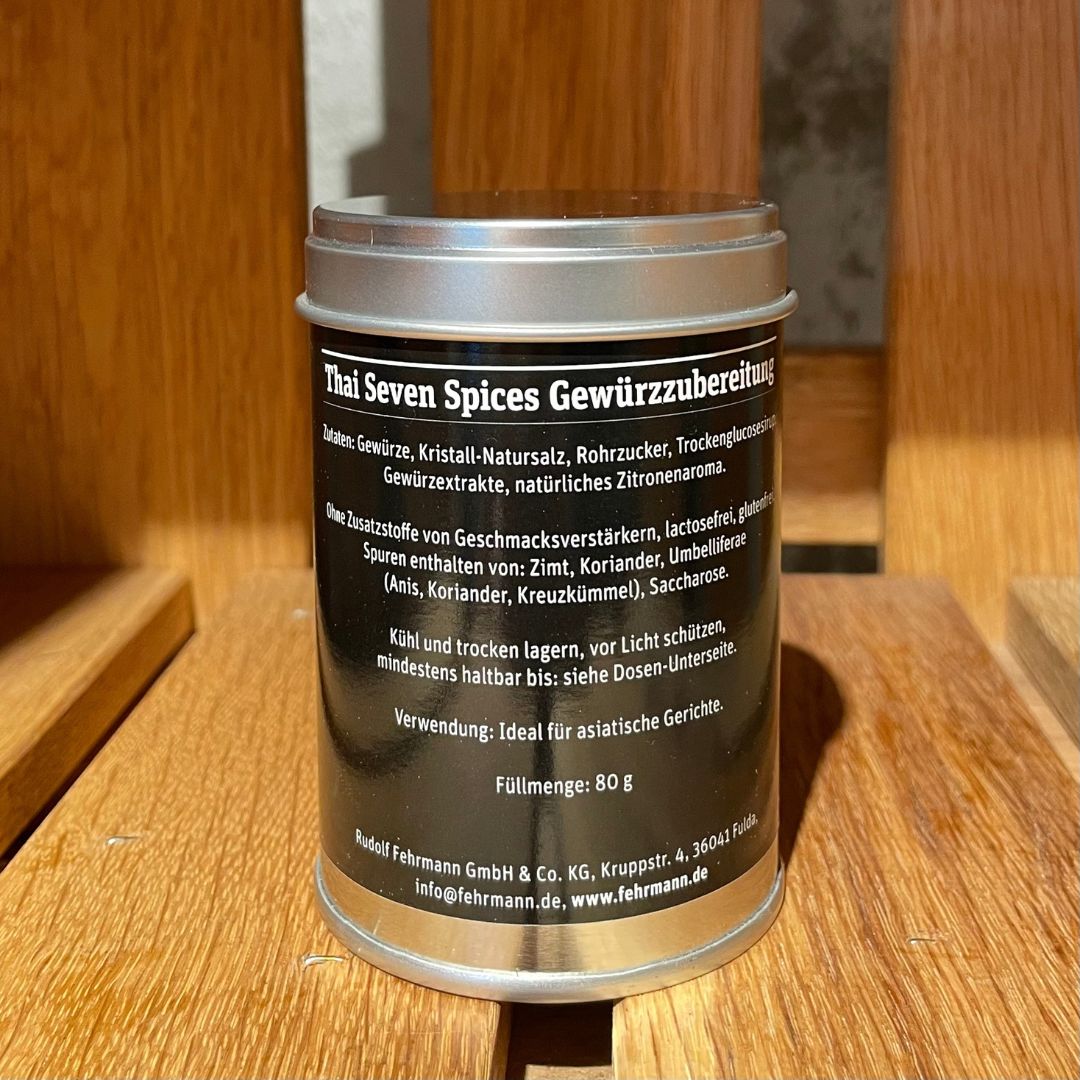 Thai Seven Spices Gewürzzubereitung
Zutaten: Gewürze, Kristall-Natursalz, Rohrzucker, Trockenglucosesirup,
Gewürzextrakte, natürliches Zitronenaroma.
Ohne Zusatzstoffe von Geschmacksverstärkern, lactosefrei, glutenfrei,
Spuren enthalten von: Zimt, Koriander, Umbelliferae
(Anis, Koriander, Kreuzkümmel), Saccharose.
Kühl und trocken lagern, vor Licht schützen,
mindestens haltbar bis: siehe Dosen-Unterseite.
Verwendung: Ideal für asiatische Gerichte.
Füllmenge: 80 g
Rudolf Fehrmann GmbH & Co. KG, Kruppstr. 4, 36041 Fulda,
info@fehrmann.de, www.fehrmann.de